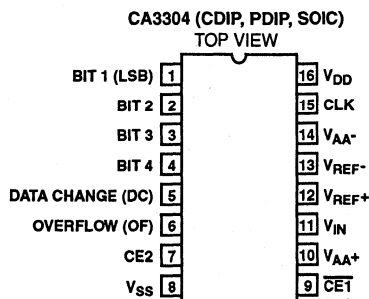 CA3304 (CDIP, PDIP, SOIC)
TOP VIEW
BIT 1 (LSB) 1 16 VDD
BIT 2 2 15 CLK
BIT 3 3 14 VAA-
BIT 4 4 13 VREF-
DATA CHANGE (DC) 5 12 VREF+
OVERFLOW (OF) 6 11 VIN
CE2 7 10 VAA+
VSS 8 9 C̅E̅1̅